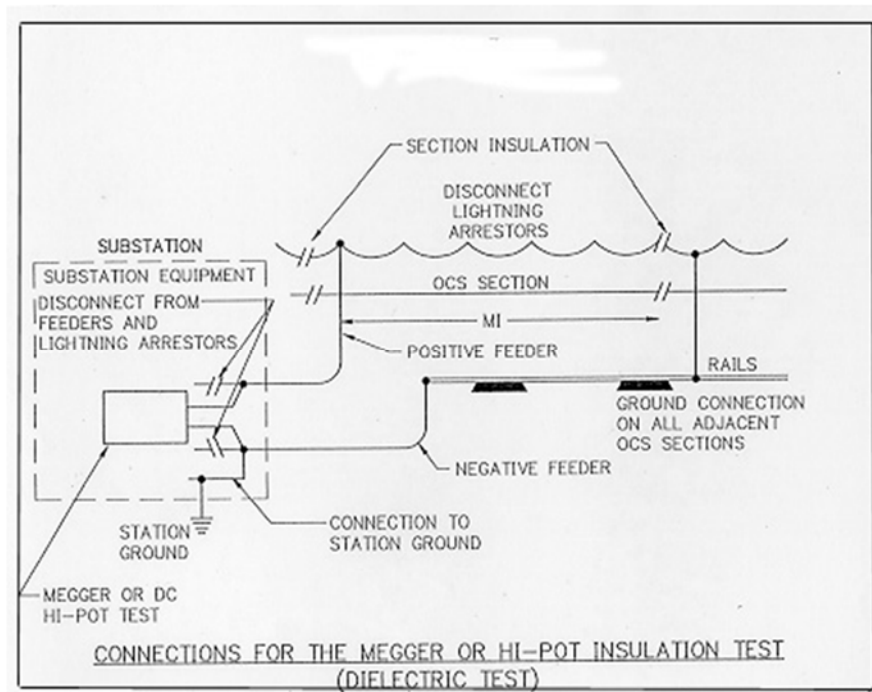 SECTION INSULATION
DISCONNECT
LIGHTNING
ARRESTORS
SUBSTATION
SUBSTATION EQUIPMENT
DISCONNECT FROM
FEEDERS AND
LIGHTNING ARRESTORS
OCS SECTION
MI
POSITIVE FEEDER
RAILS
GROUND CONNECTION
ON ALL ADJACENT
OCS SECTIONS
NEGATIVE FEEDER
STATION
GROUND
CONNECTION TO
STATION GROUND
MEGGER OR DC
HI-POT TEST
CONNECTIONS FOR THE MEGGER OR HI-POT INSULATION TEST
(DIELECTRIC TEST)